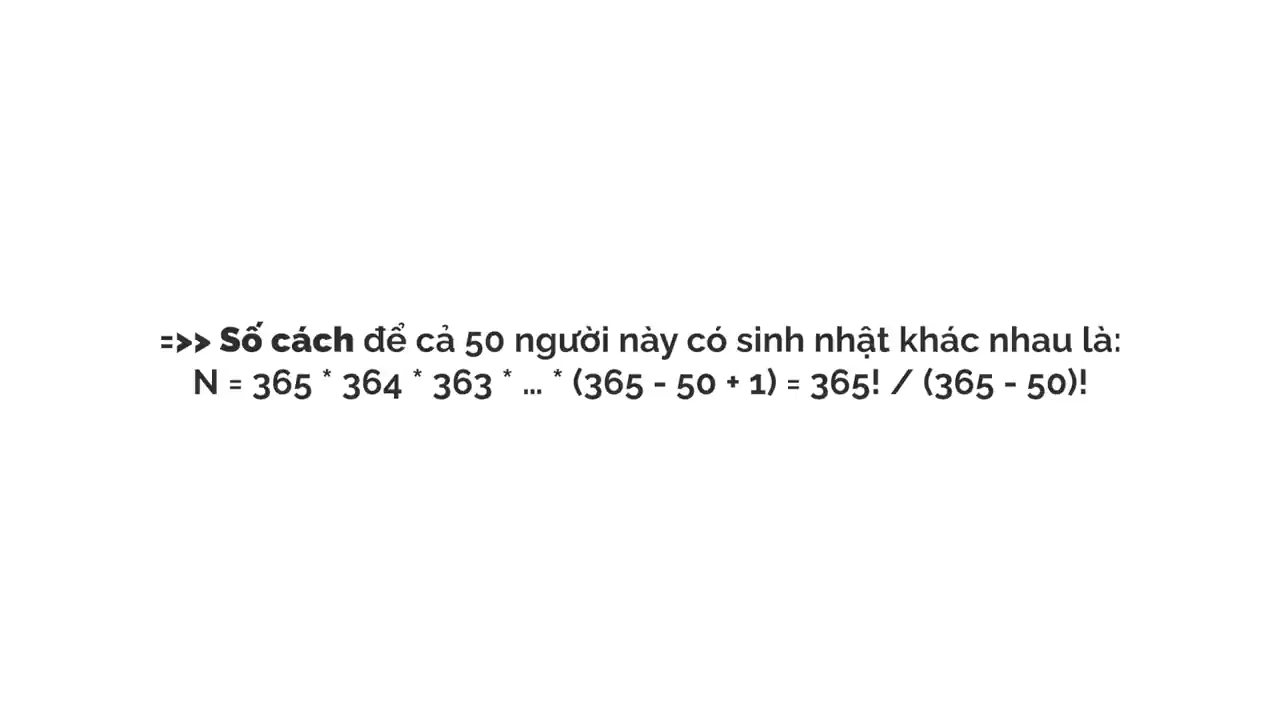 =>> Số cách để cả 50 người này có sinh nhật khác nhau là:
N = 365 * 364 * 363 * ... * (365 - 50 + 1) = 365! / (365 - 50)!